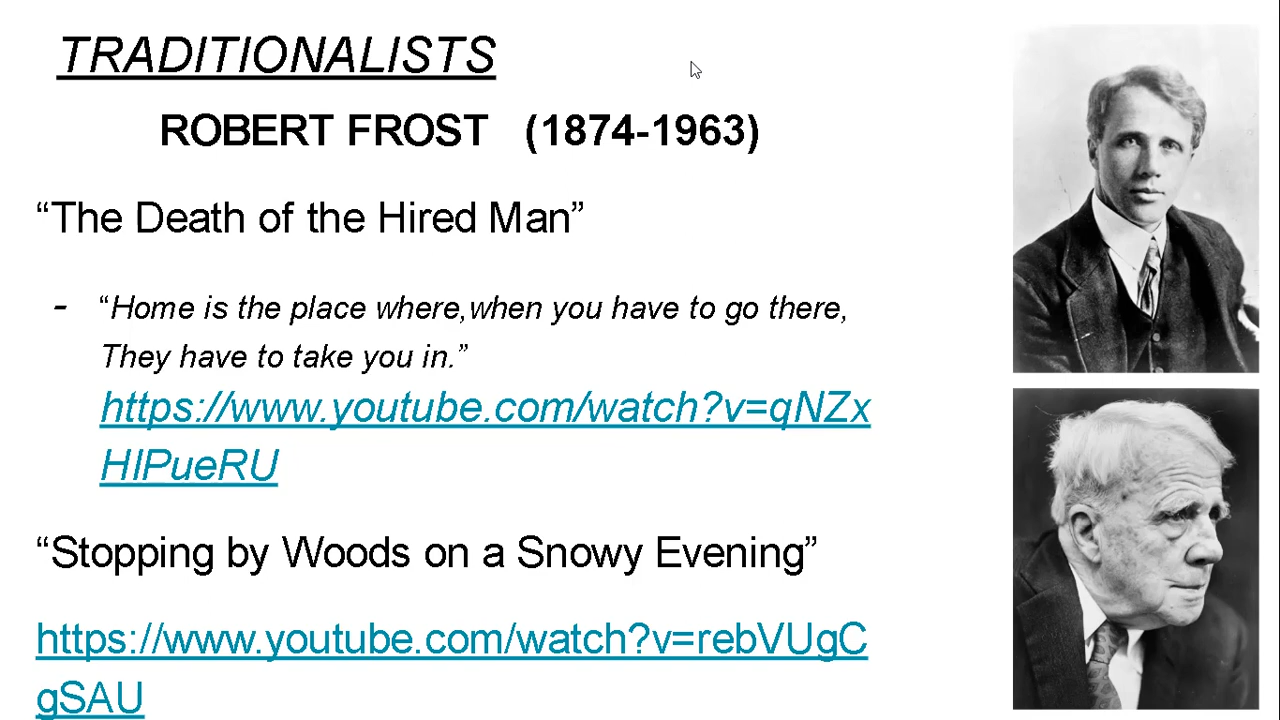 TRADITIONALISTS
ROBERT FROST (1874-1963)
“The Death of the Hired Man”
- “Home is the place where,when you have to go there,
They have to take you in.”
https://www.youtube.com/watch?v=qNZx
HIPueRU
“Stopping by Woods on a Snowy Evening”
https://www.youtube.com/watch?v=rebVUgC
gSAU